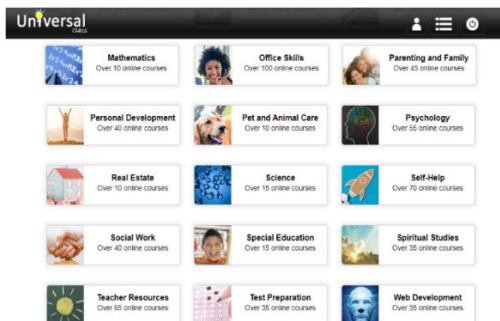 Universal
Class
Mathematics
Over 10 online courses
Office Skills
Over 100 online courses
Parenting and Family
Over 45 online courses
Personal Development
Over 40 online courses
Pet and Animal Care
Over 10 online courses
Psychology
Over 55 online courses
Real Estate
Over 10 online courses
Science
Over 15 online courses
Self-Help
Over 70 online courses
Social Work
Over 40 online courses
Special Education
Over 15 online courses
Spiritual Studies
Over 35 online courses
Teacher Resources
Over 65 online courses
Test Preparation
Over 35 online courses
Web Development
Over 35 online courses